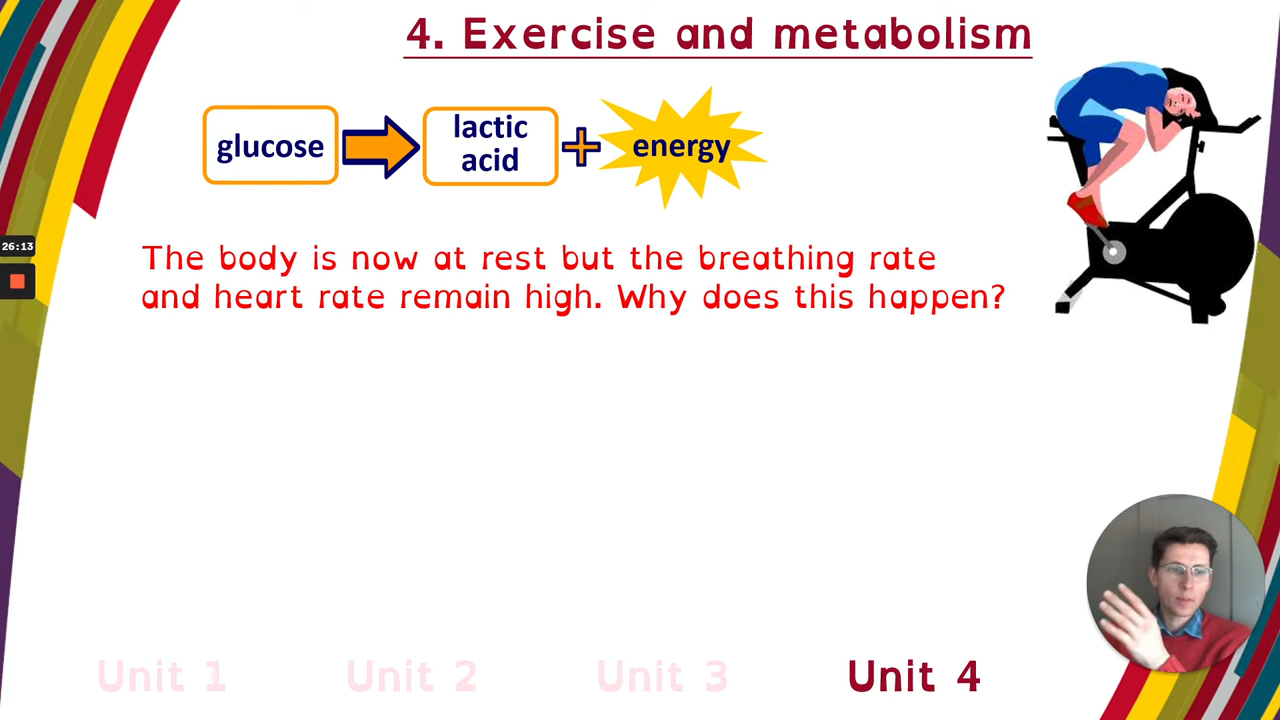 4. Exercise and metabolism
glucose
lactic
acid
+
energy
26:13
The body is now at rest but the breathing rate
and heart rate remain high. Why does this happen?
Unit 1
Unit 2
Unit 3
Unit 4